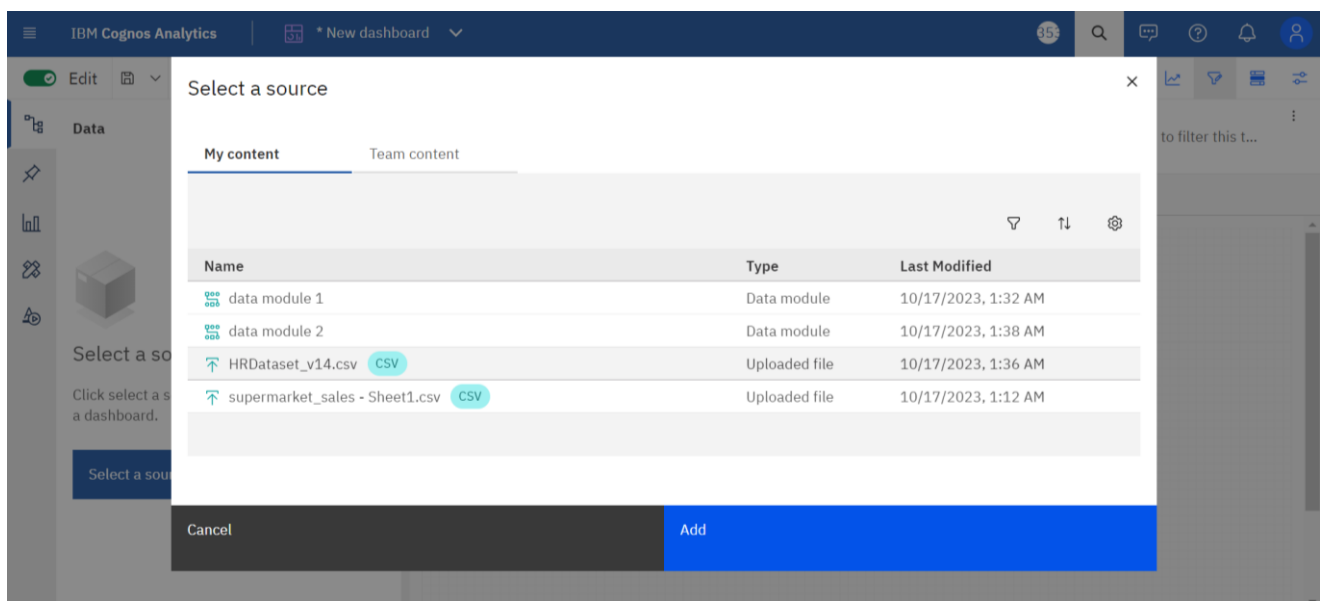 IBM Cognos Analytics
* New dashboard
Edit
Select a source
Data
to filter this t...
My content
Team content
Name
Type
Last Modified
data module 1
Data module
10/17/2023, 1:32 AM
data module 2
Data module
10/17/2023, 1:38 AM
HRDataset_v14.csv
CSV
Uploaded file
10/17/2023, 1:36 AM
supermarket_sales - Sheet1.csv
CSV
Uploaded file
10/17/2023, 1:12 AM
Select a so
Click select a s
a dashboard.
Select a sou
Cancel
Add